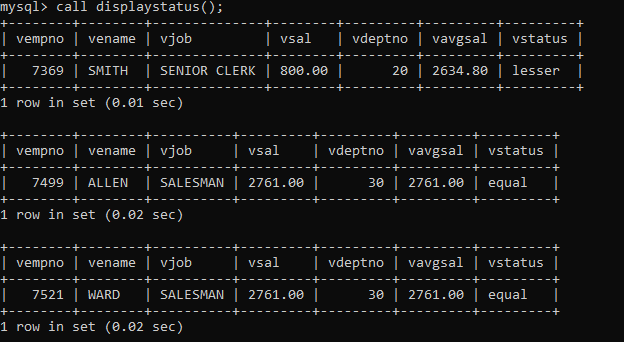 mysql> call displaystatus();
+--------+--------+--------------+--------+---------+---------+---------+
| vempno | vename | vjob         | vsal   | vdeptno | vavgsal | vstatus |
+--------+--------+--------------+--------+---------+---------+---------+
|   7369 | SMITH  | SENIOR CLERK | 800.00 |      20 | 2634.80 | lesser  |
+--------+--------+--------------+--------+---------+---------+---------+
1 row in set (0.01 sec)

+--------+--------+----------+---------+---------+---------+---------+
| vempno | vename | vjob     | vsal    | vdeptno | vavgsal | vstatus |
+--------+--------+----------+---------+---------+---------+---------+
|   7499 | ALLEN  | SALESMAN | 2761.00 |      30 | 2761.00 | equal   |
+--------+--------+----------+---------+---------+---------+---------+
1 row in set (0.02 sec)

+--------+--------+----------+---------+---------+---------+---------+
| vempno | vename | vjob     | vsal    | vdeptno | vavgsal | vstatus |
+--------+--------+----------+---------+---------+---------+---------+
|   7521 | WARD   | SALESMAN | 2761.00 |      30 | 2761.00 | equal   |
+--------+--------+----------+---------+---------+---------+---------+
1 row in set (0.02 sec)